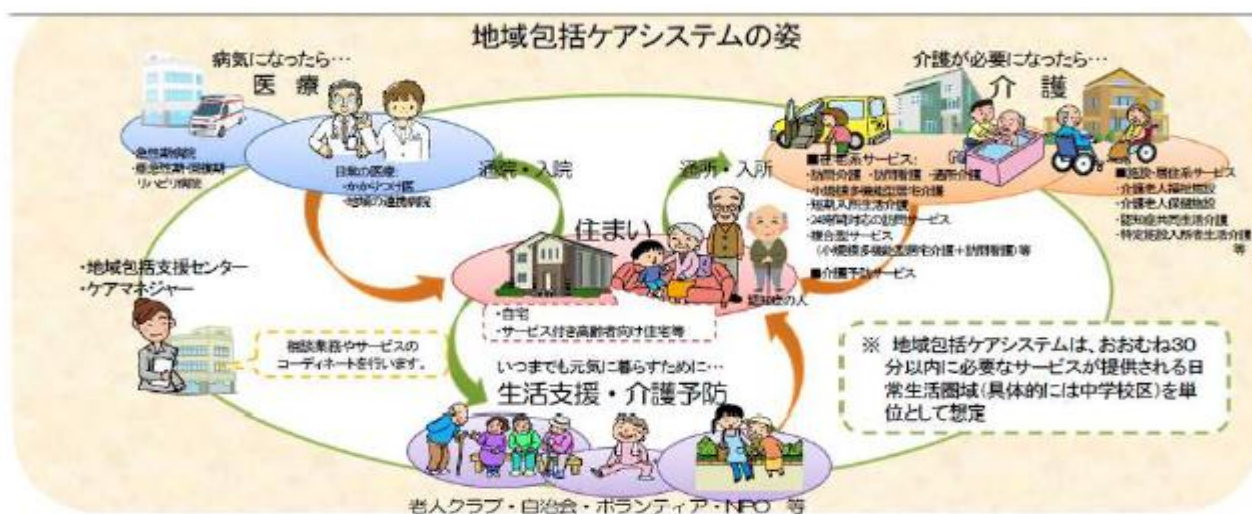 地域包括ケアシステムの姿
病気になったら…
医 療
・急性期病院
・亜急性期・回復期
リハビリ病院
日常の医療:
・かかりつけ医
・地域の連携病院
通院・入院
通所・入所
介護が必要になったら…
介 護
■在宅系サービス:
・訪問介護・訪問看護・通所介護
・小規模多機能型居宅介護
・短期入所生活介護
・24時間対応の訪問サービス
・複合型サービス
(小規模多機能型居宅介護+訪問看護)等
■介護予防サービス
■施設・居住系サービス
・介護老人福祉施設
・介護老人保健施設
・認知症共同生活介護
・特定施設入所者生活介護
等
住まい
・自宅
・サービス付き高齢者向け住宅等
認知症の人
・地域包括支援センター
・ケアマネジャー
相談業務やサービスの
コーディネートを行います。
いつまでも元気に暮らすために…
生活支援・介護予防
老人クラブ・自治会・ボランティア・NPO 等
※ 地域包括ケアシステムは、おおむね30
分以内に必要なサービスが提供される日
常生活圏域(具体的には中学校区)を単
位として想定